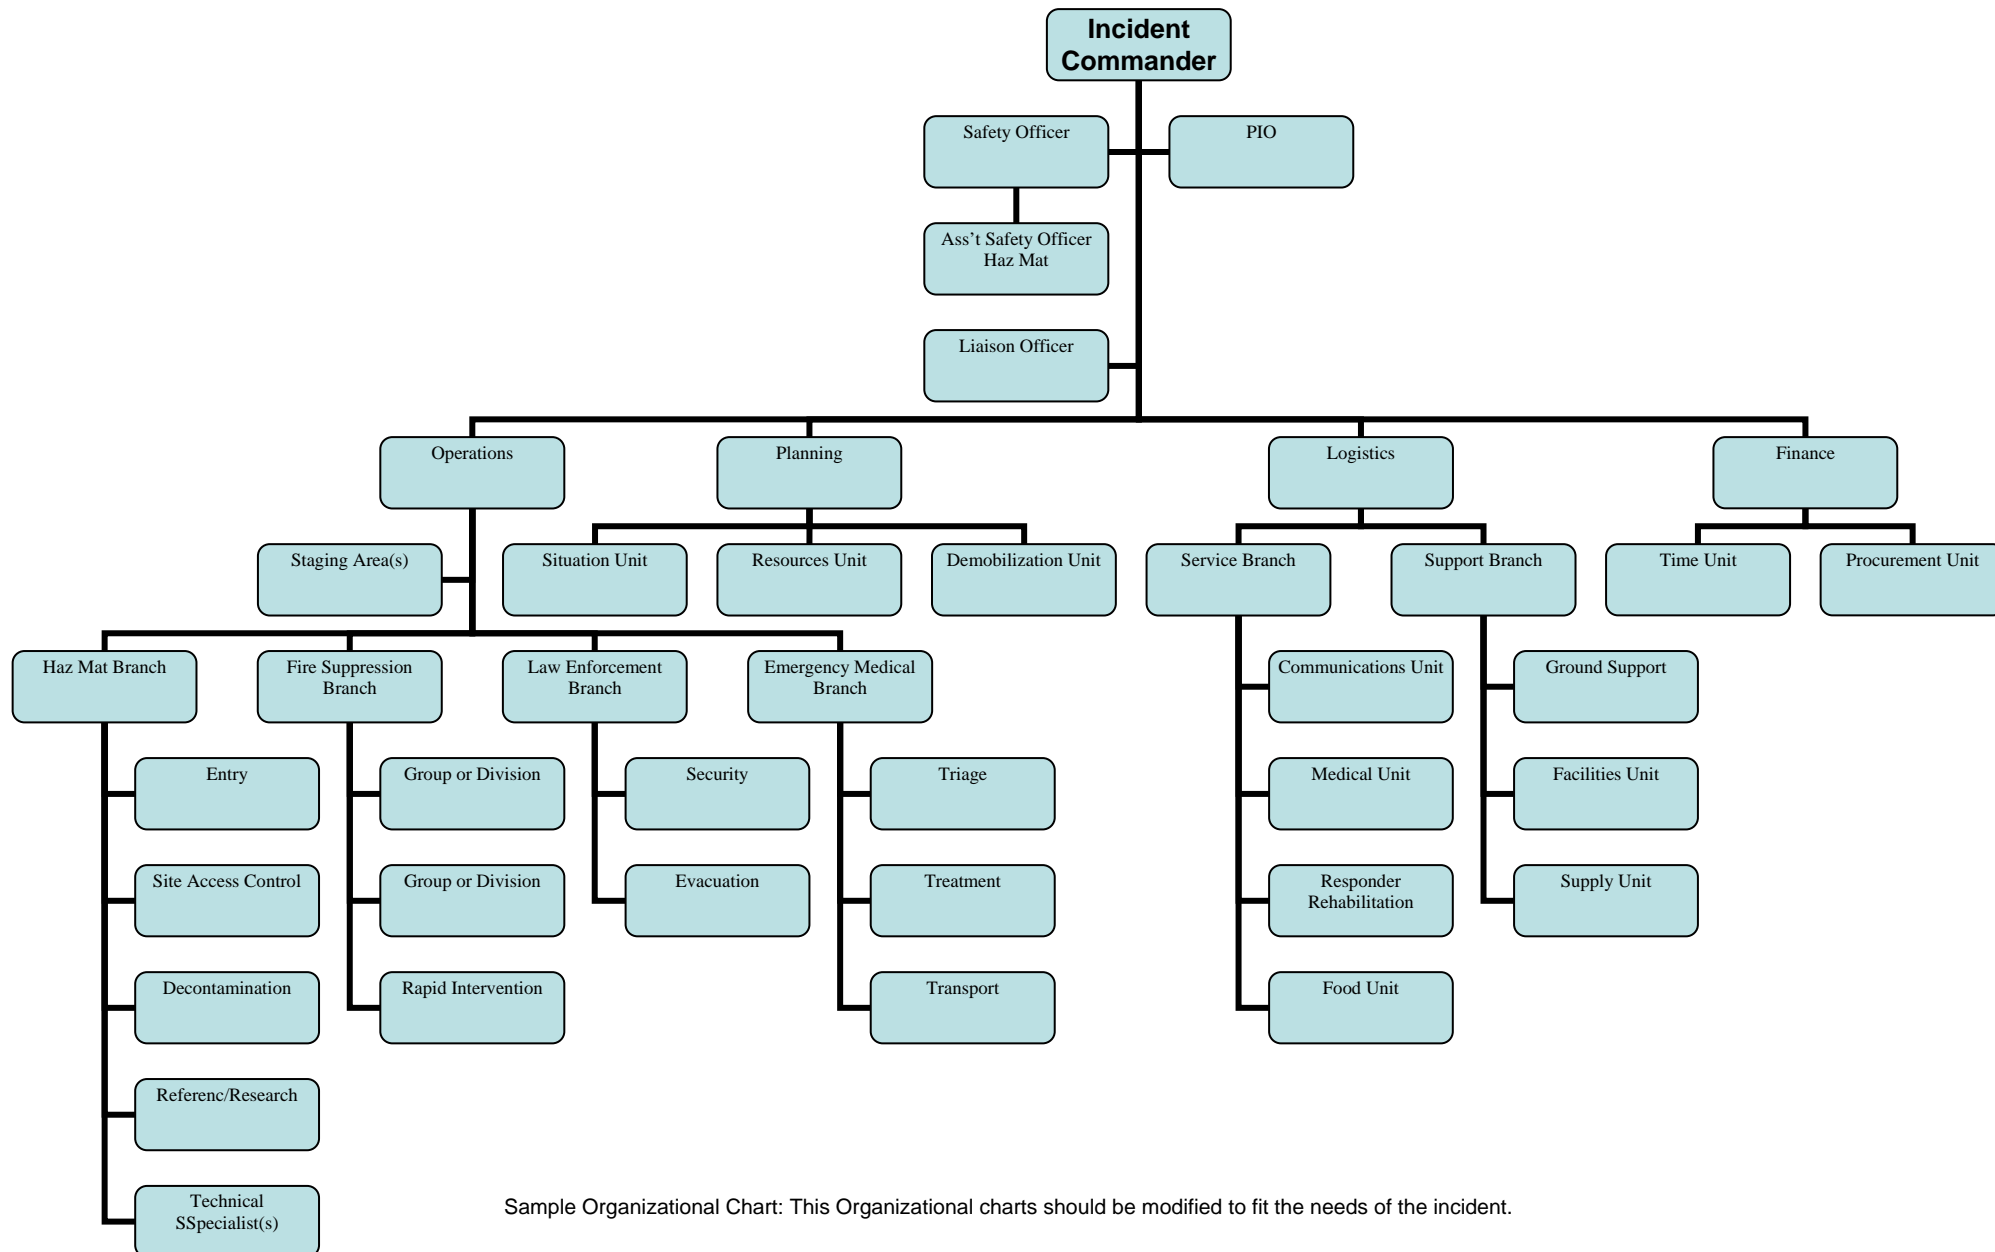 Incident
Commander
Safety Officer
PIO
Ass’t Safety Officer
Haz Mat
Liaison Officer
Operations
Planning
Logistics
Finance
Staging Area(s)
Situation Unit
Resources Unit
Demobilization Unit
Service Branch
Support Branch
Time Unit
Procurement Unit
Haz Mat Branch
Fire Suppression
Branch
Law Enforcement
Branch
Emergency Medical
Branch
Communications Unit
Ground Support
Entry
Group or Division
Security
Triage
Medical Unit
Facilities Unit
Site Access Control
Group or Division
Evacuation
Treatment
Responder
Rehabilitation
Supply Unit
Decontamination
Rapid Intervention
Transport
Food Unit
Referenc/Research
Technical
SSpecialist(s)
Sample Organizational Chart: This Organizational charts should be modified to fit the needs of the incident.